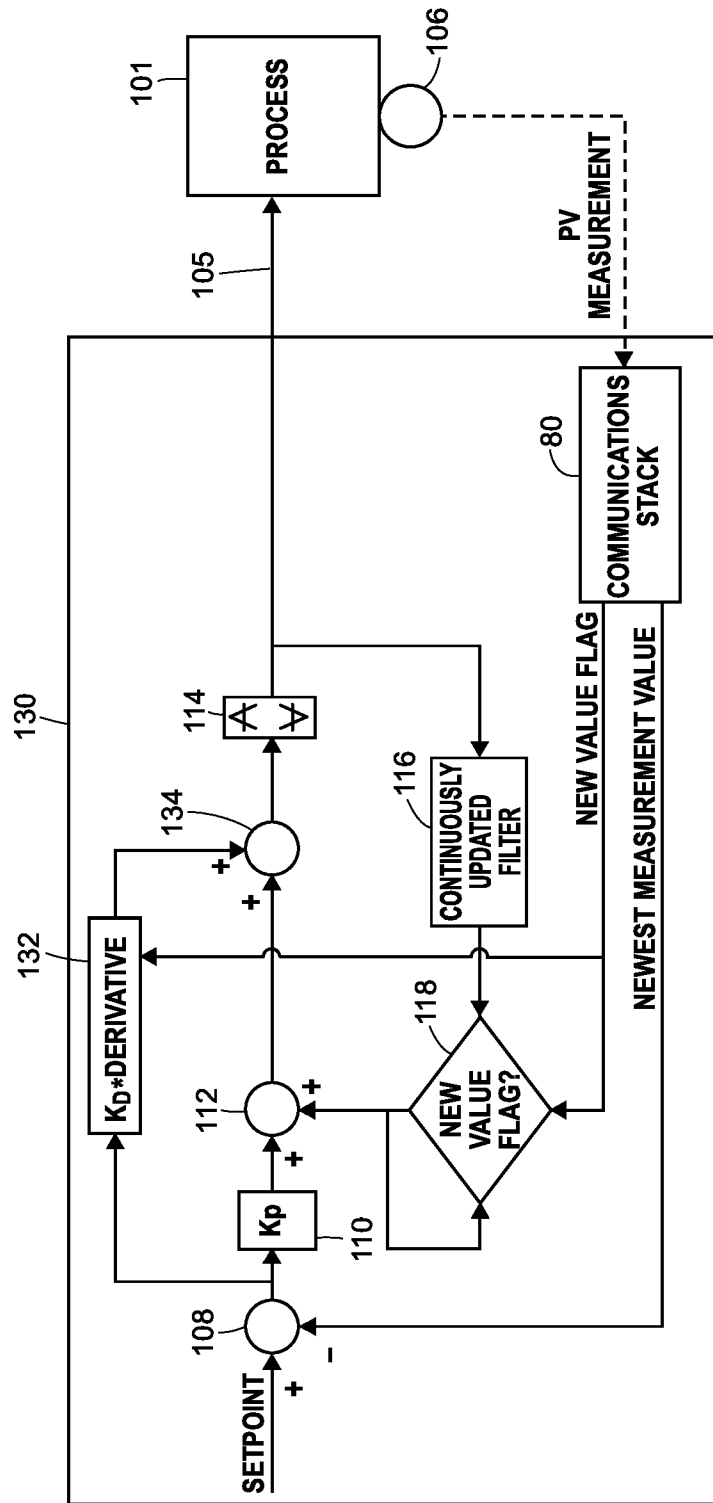 130
132
101
KD*DERIVATIVE
134
114
105
PROCESS
108
112
SETPOINT
+
−
Kp
110
+
+
+
+
106
116
CONTINUOUSLY
UPDATED
FILTER
118
NEW
VALUE
FLAG?
80
PV
MEASUREMENT
NEW VALUE FLAG
COMMUNICATIONS
STACK
NEWEST MEASUREMENT VALUE